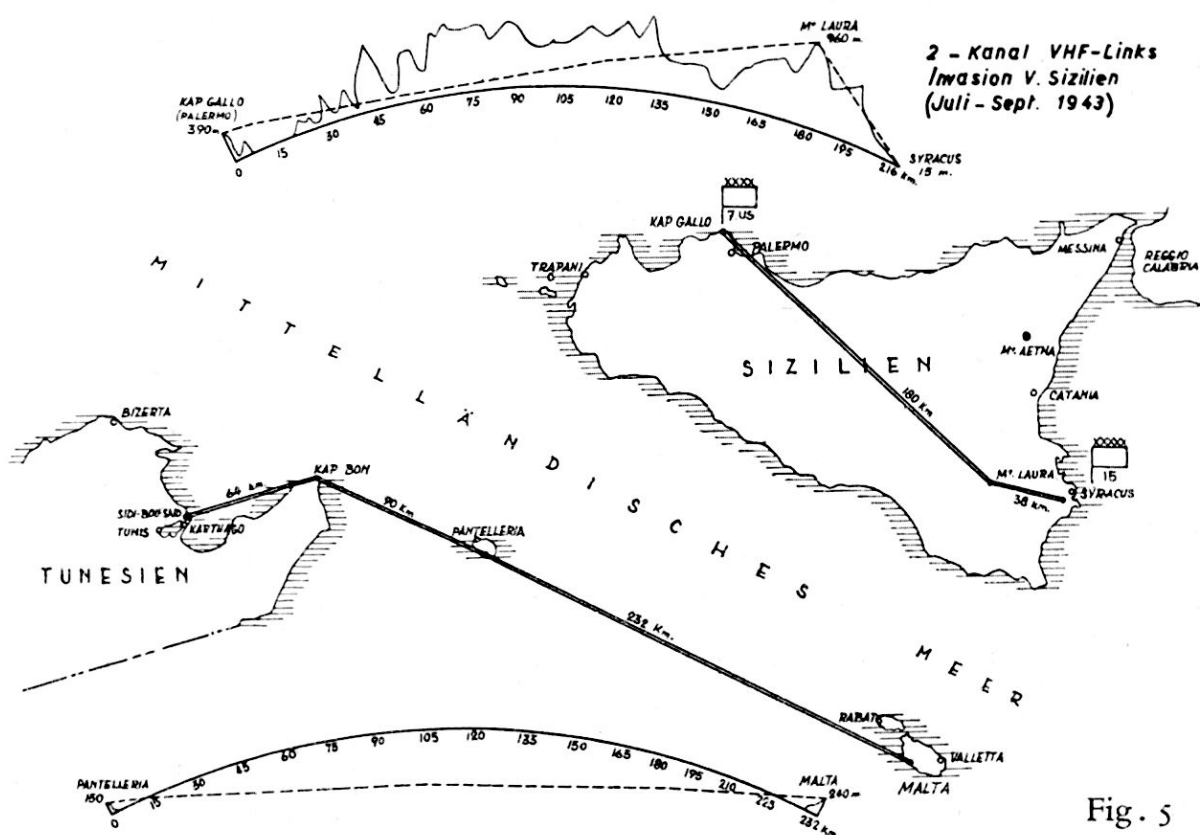 Mᵉ LAURA
960 m.
2 - Kanal VHF-Links
Invasion V. Sizilien
(Juli - Sept. 1943)
KAP GALLO
(PALERMO)
390 m
0
15
30
45
60
75
90
105
120
135
150
165
180
195
216 km.
SYRACUS
15 m.
XXXX
7 US
KAP GALLO
PALERMO
TRAPANI
MESSINA
REGGIO
CALABRIA
Mᵉ AETNA
CATANIA
SIZILIEN
180 Km
XXXX
15
Mᵉ LAURA
SYRACUS
38 km.
MITTELLÄNDISCHES MEER
BIZERTA
KAP BON
64 km
90 Km
SIDI-BOU SAID
KARTHAGO
TUNIS
PANTELLERIA
TUNESIEN
232 Km.
RABAT
VALLETTA
MALTA
PANTELLERIA
150
0
15
30
45
60
75
90
105
120
135
150
165
180
195
210
225
232 km
MALTA
240 m
Fig. 5